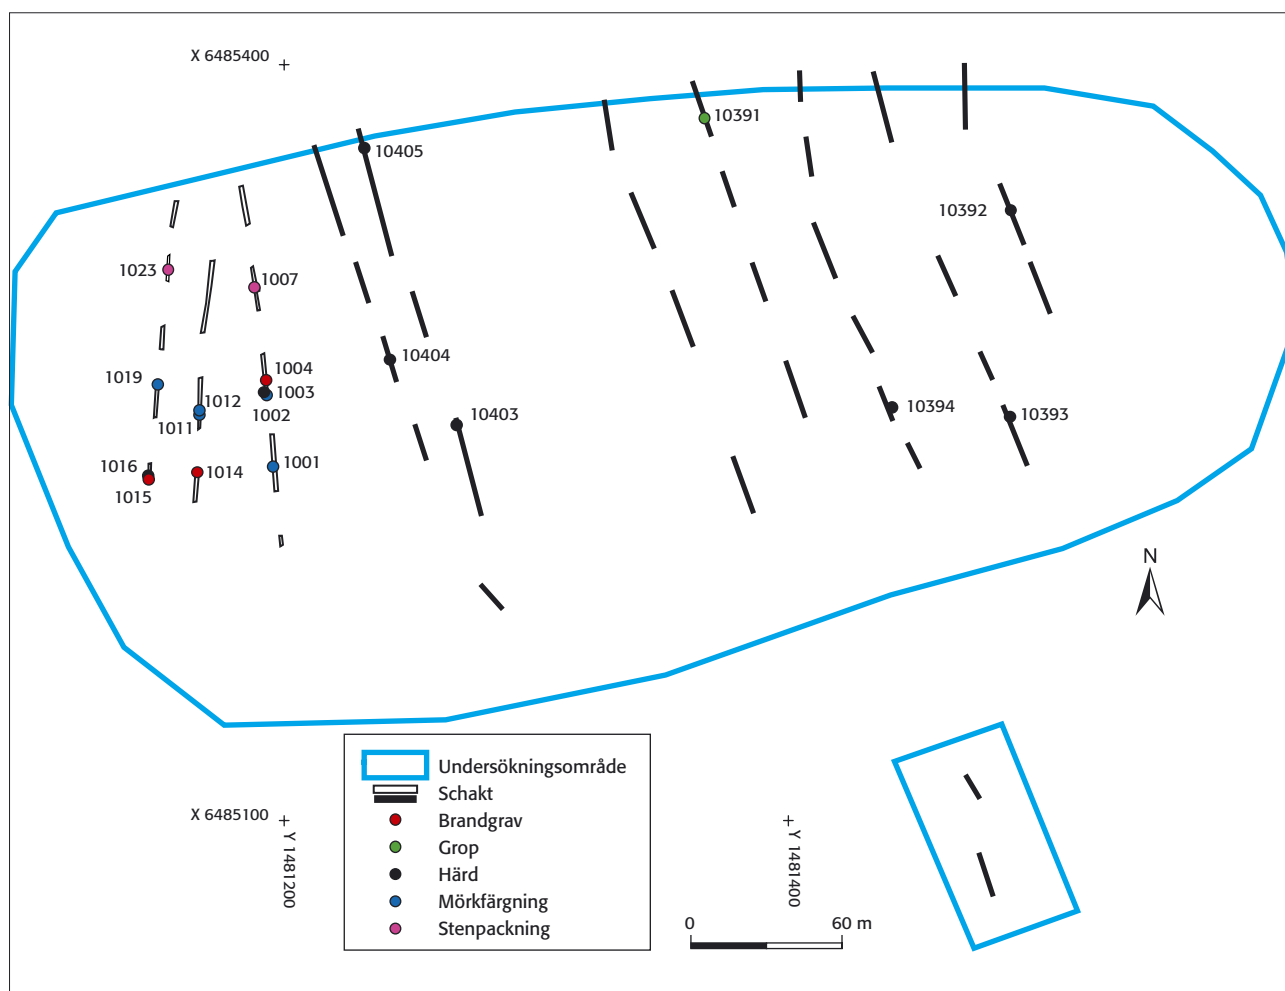 X 6485400
10391
10405
10392
1023
1007
10404
1004
1019
1003
1012
1002
10394
10403
10393
1011
1016
1014
1001
1015
N
Undersökningsområde
Schakt
X 6485100
Y 1481200
Y 1481400
Brandgrav
Grop
Härd
Mörkfärgning
Stenpackning
0 60 m